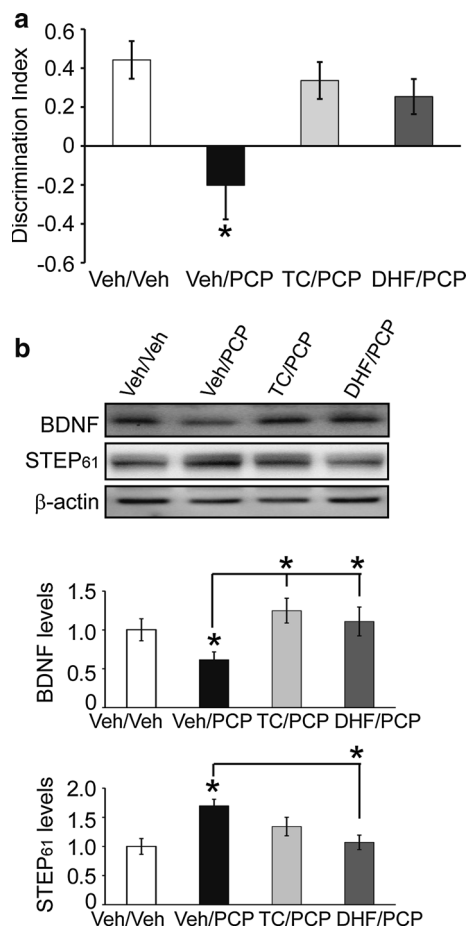 a
Discrimination Index
0.6
0.4
0.2
0
-0.2
-0.4
-0.6
*
Veh/Veh Veh/PCP TC/PCP DHF/PCP
b
Veh/Veh Veh/PCP TC/PCP DHF/PCP
BDNF
STEP61
β-actin
BDNF levels
1.5
1.0
0.5
0
* * *
Veh/Veh Veh/PCP TC/PCP DHF/PCP
STEP61 levels
2.0
1.5
1.0
0.5
0.0
* *
Veh/Veh Veh/PCP TC/PCP DHF/PCP